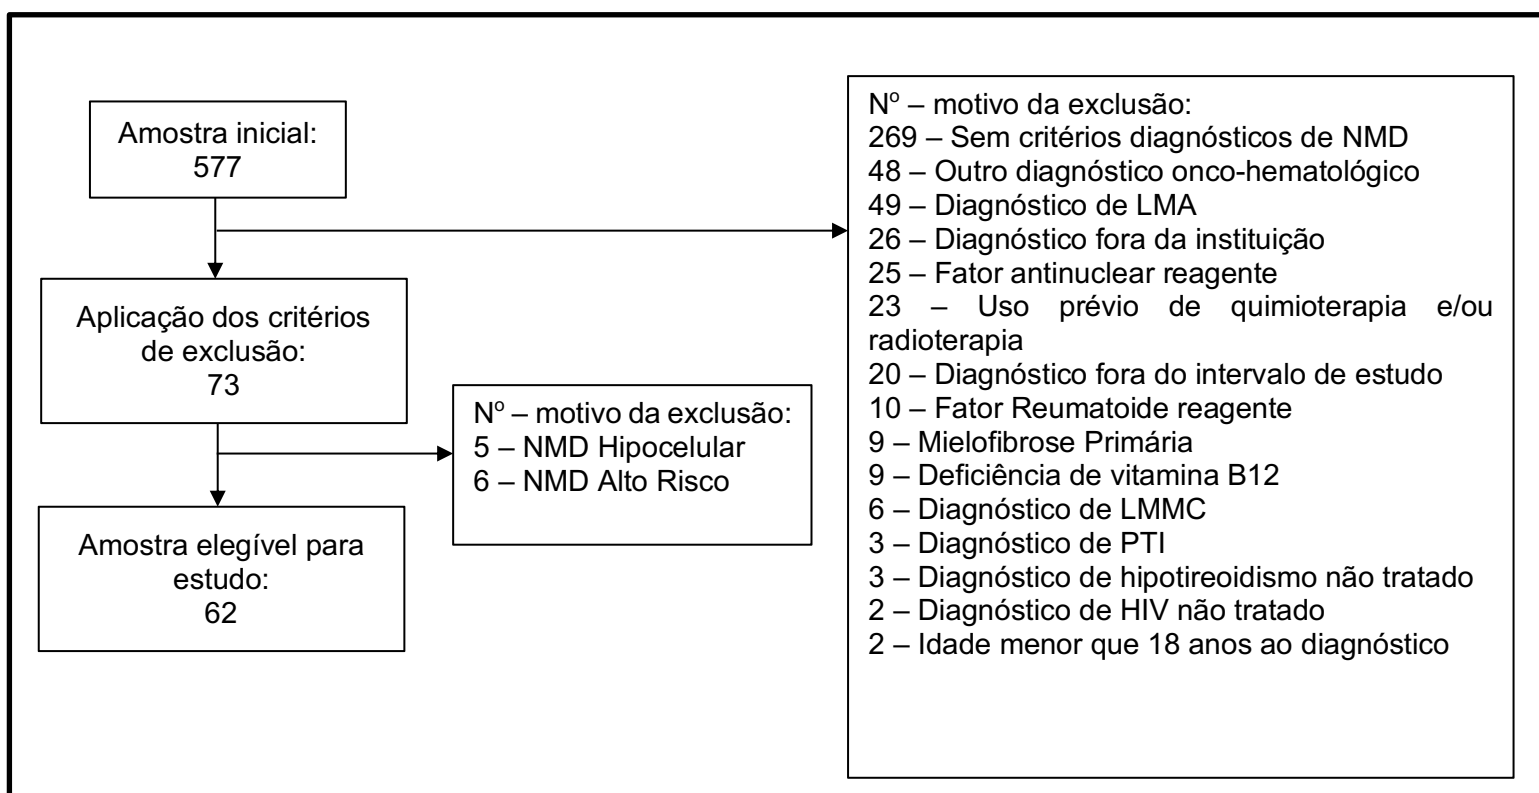 Amostra inicial:
577
Aplicação dos critérios
de exclusão:
73
Amostra elegível para
estudo:
62
Nº – motivo da exclusão:
5 – NMD Hipocelular
6 – NMD Alto Risco
Nº – motivo da exclusão:
269 – Sem critérios diagnósticos de NMD
48 – Outro diagnóstico onco-hematológico
49 – Diagnóstico de LMA
26 – Diagnóstico fora da instituição
25 – Fator antinuclear reagente
23 – Uso prévio de quimioterapia e/ou
radioterapia
20 – Diagnóstico fora do intervalo de estudo
10 – Fator Reumatoide reagente
9 – Mielofibrose Primária
9 – Deficiência de vitamina B12
6 – Diagnóstico de LMMC
3 – Diagnóstico de PTI
3 – Diagnóstico de hipotireoidismo não tratado
2 – Diagnóstico de HIV não tratado
2 – Idade menor que 18 anos ao diagnóstico